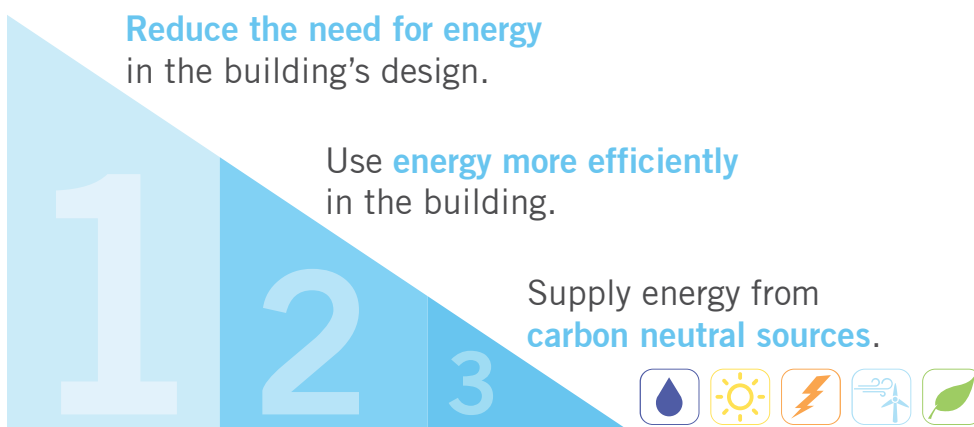 Reduce the need for energy
in the building’s design.
Use energy more efficiently
in the building.
Supply energy from
carbon neutral sources.
1
2
3